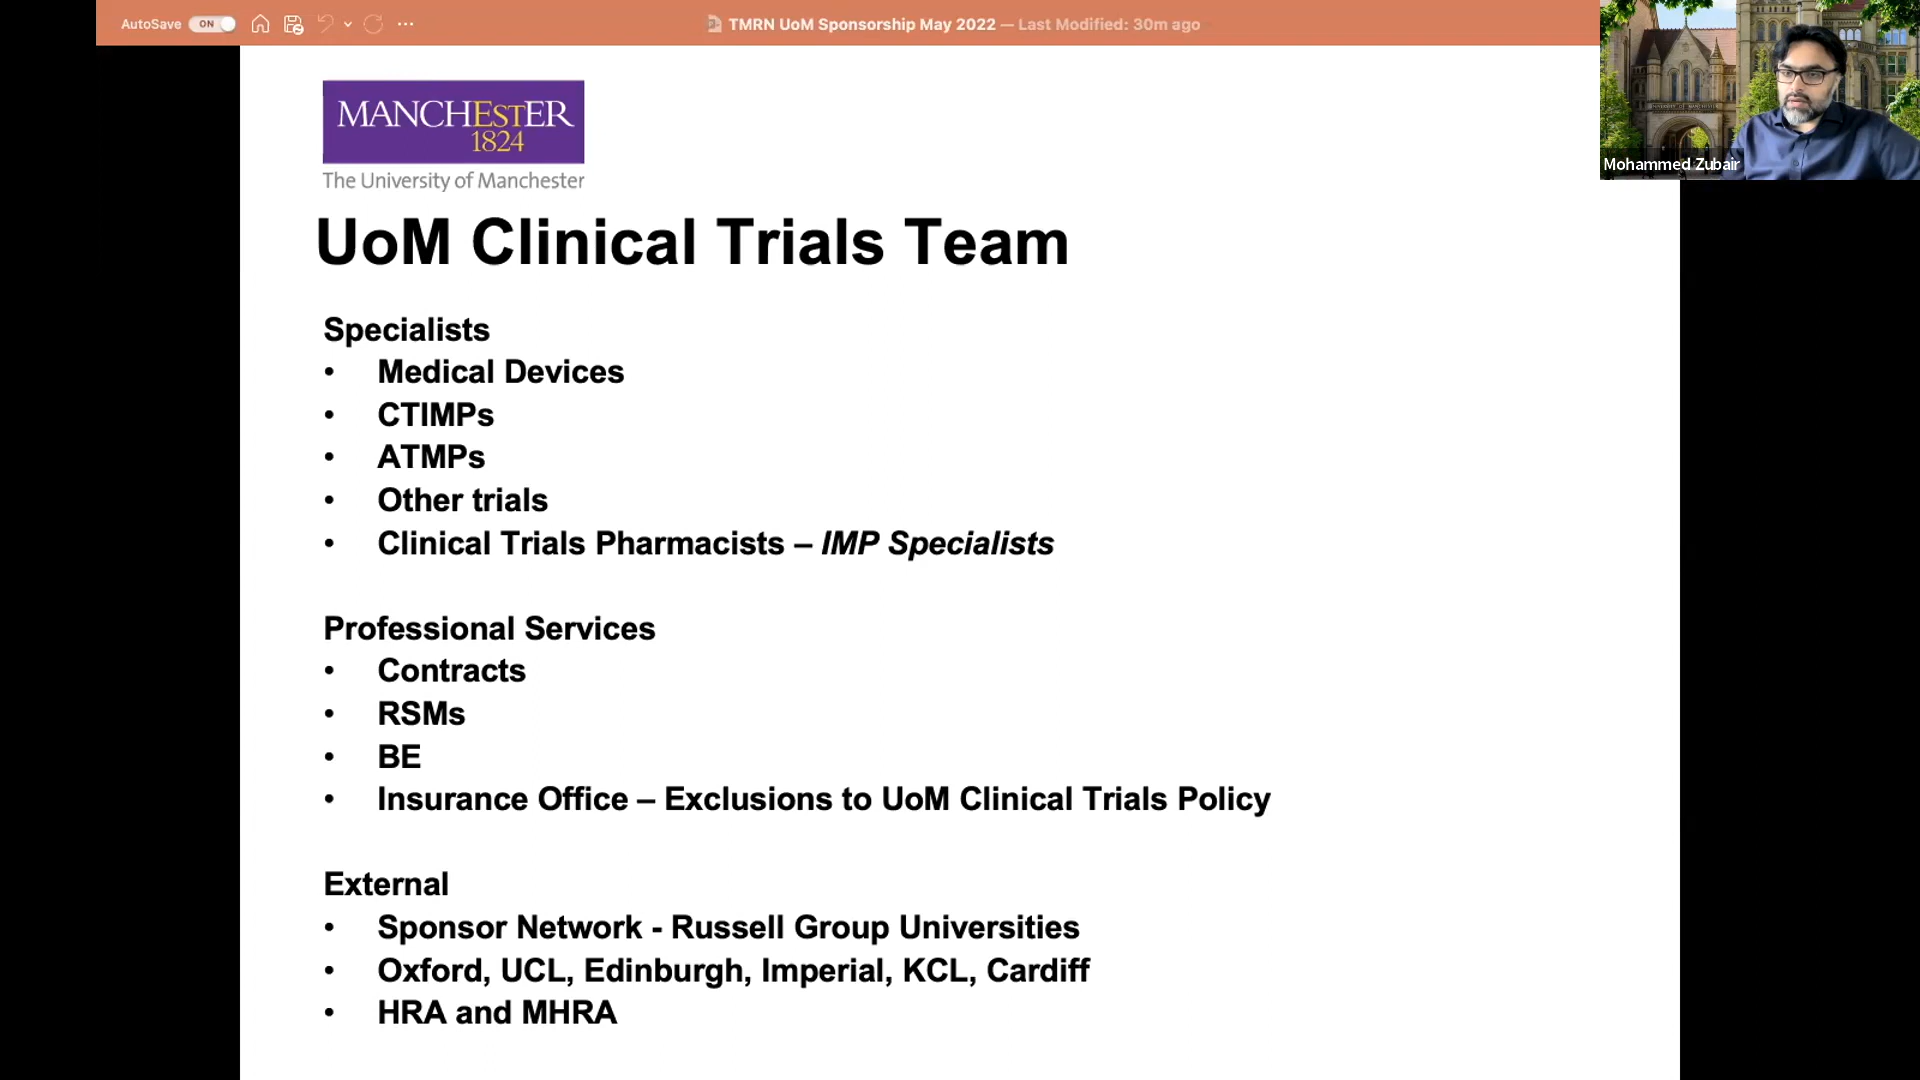 AutoSave ON TMRN UoM Sponsorship May 2022 — Last Modified: 30m ago
Mohammed Zubair
MANCHESTER
1824
The University of Manchester
UoM Clinical Trials Team
Specialists
• Medical Devices
• CTIMPs
• ATMPs
• Other trials
• Clinical Trials Pharmacists – IMP Specialists
Professional Services
• Contracts
• RSMs
• BE
• Insurance Office – Exclusions to UoM Clinical Trials Policy
External
• Sponsor Network - Russell Group Universities
• Oxford, UCL, Edinburgh, Imperial, KCL, Cardiff
• HRA and MHRA